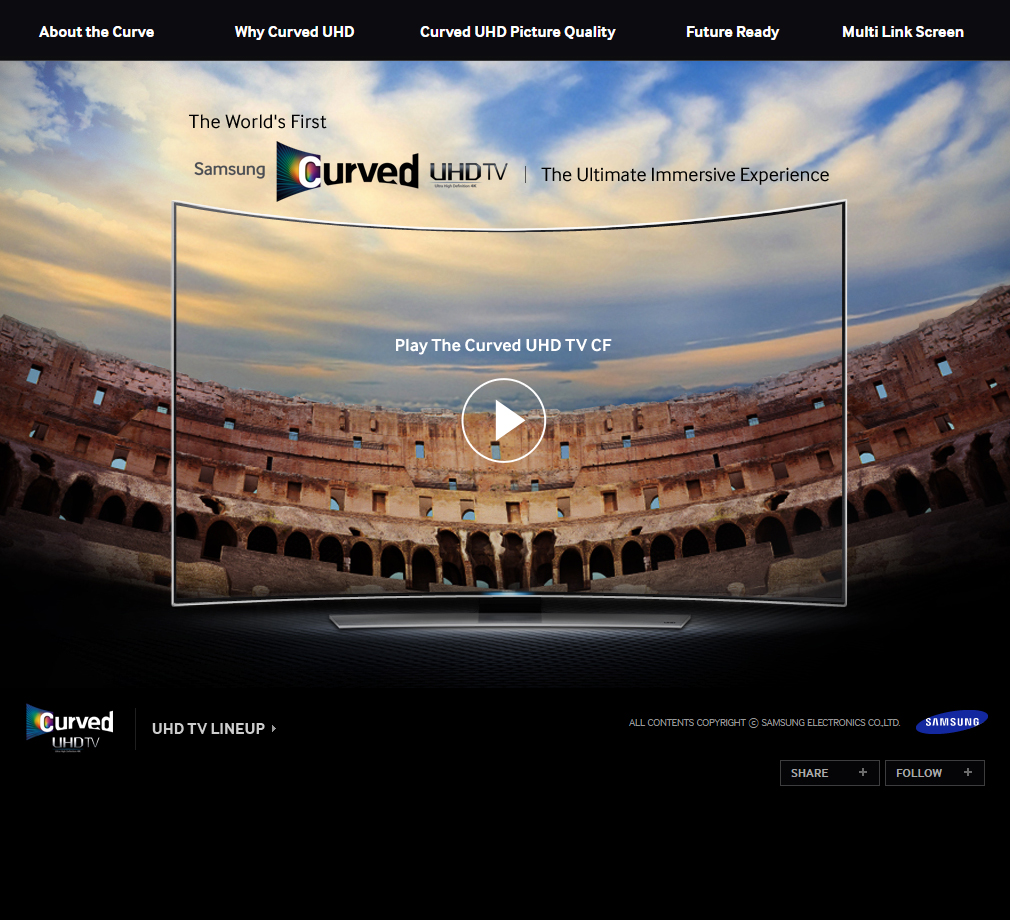 About the Curve
Why Curved UHD
Curved UHD Picture Quality
Future Ready
Multi Link Screen
The World's First
Samsung Curved UHD TV | The Ultimate Immersive Experience
Ultra High Definition 4K
Play The Curved UHD TV CF
Curved
UHD TV
UHD TV LINEUP
ALL CONTENTS COPYRIGHT ⓒ SAMSUNG ELECTRONICS CO.,LTD.
SAMSUNG
SHARE +
FOLLOW +